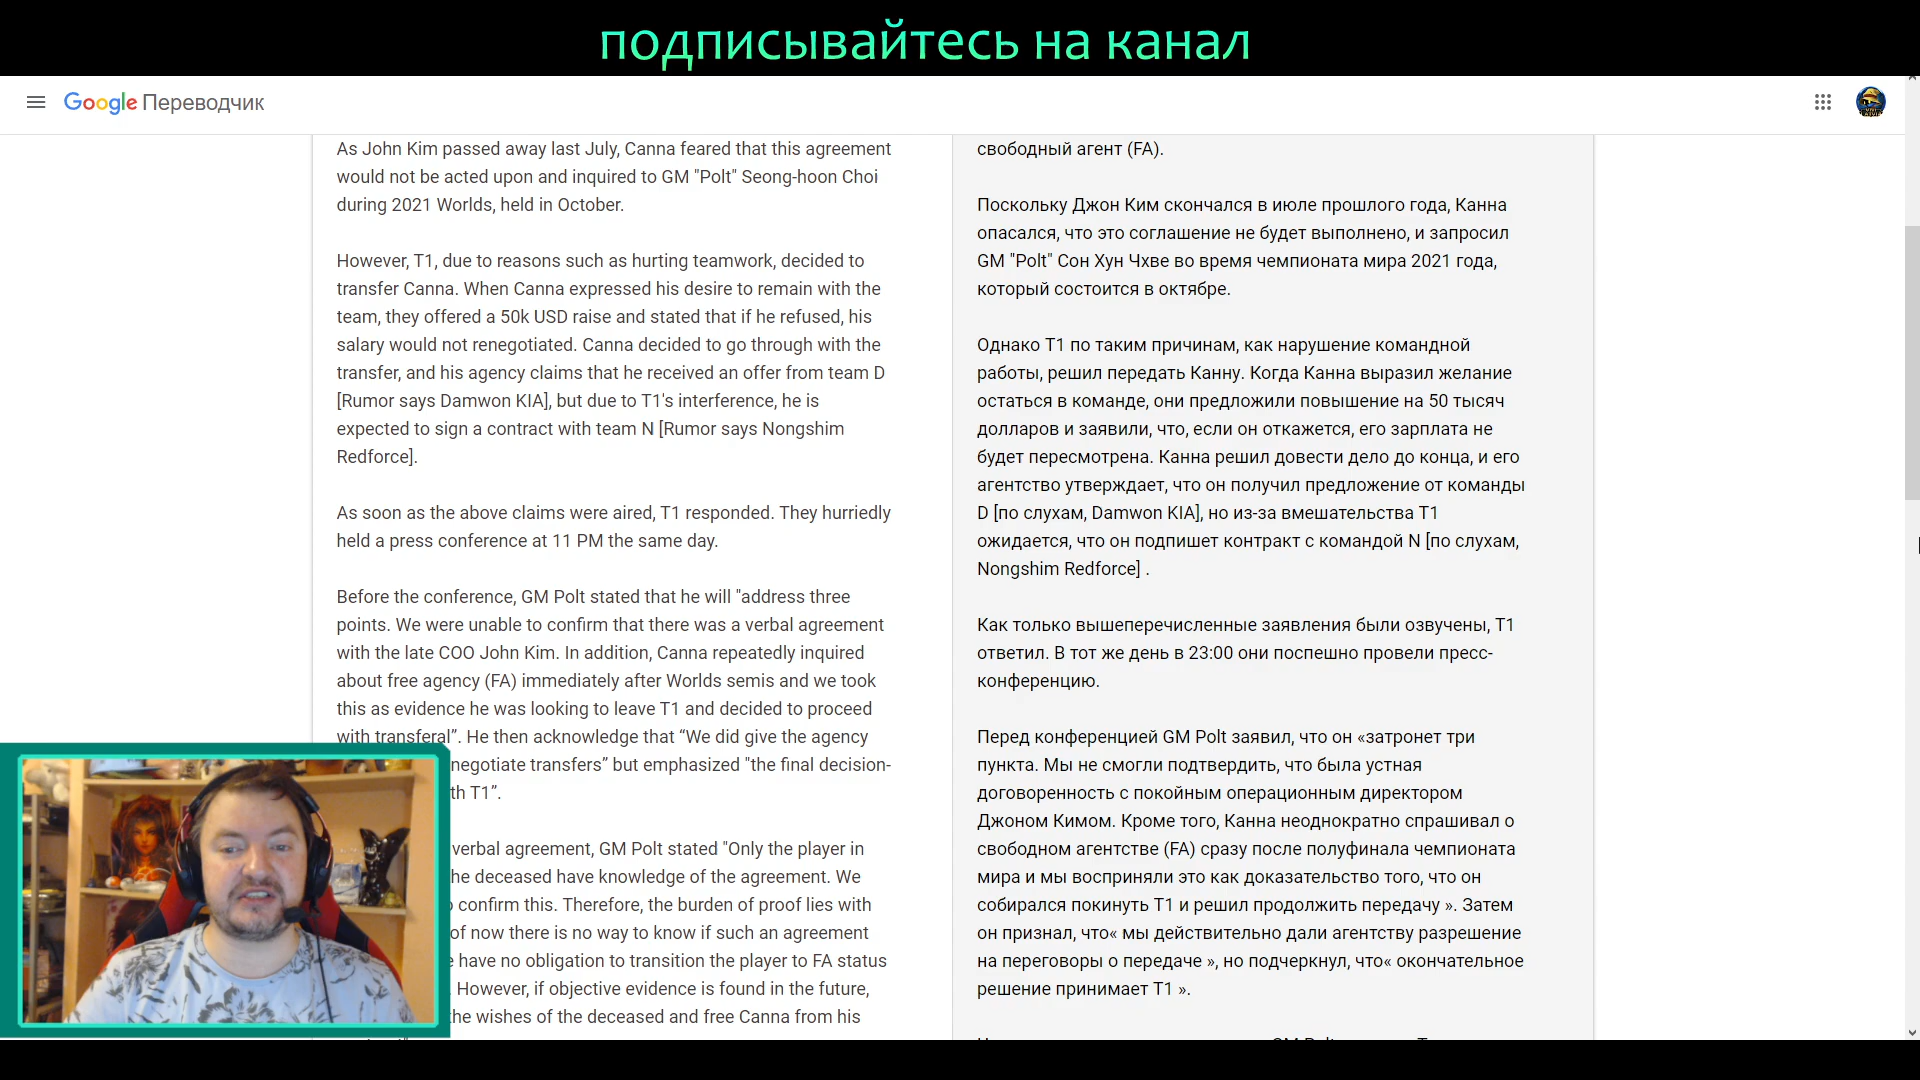 подписывайтесь на канал
Google Переводчик
As John Kim passed away last July, Canna feared that this agreement
would not be acted upon and inquired to GM "Polt" Seong-hoon Choi
during 2021 Worlds, held in October.
However, T1, due to reasons such as hurting teamwork, decided to
transfer Canna. When Canna expressed his desire to remain with the
team, they offered a 50k USD raise and stated that if he refused, his
salary would not renegotiated. Canna decided to go through with the
transfer, and his agency claims that he received an offer from team D
[Rumor says Damwon KIA], but due to T1's interference, he is
expected to sign a contract with team N [Rumor says Nongshim
Redforce].
As soon as the above claims were aired, T1 responded. They hurriedly
held a press conference at 11 PM the same day.
Before the conference, GM Polt stated that he will "address three
points. We were unable to confirm that there was a verbal agreement
with the late COO John Kim. In addition, Canna repeatedly inquired
about free agency (FA) immediately after Worlds semis and we took
this as evidence he was looking to leave T1 and decided to proceed
with transferal”. He then acknowledge that “We did give the agency
negotiate transfers” but emphasized "the final decision-
th T1”.
verbal agreement, GM Polt stated "Only the player in
he deceased have knowledge of the agreement. We
confirm this. Therefore, the burden of proof lies with
of now there is no way to know if such an agreement
have no obligation to transition the player to FA status
However, if objective evidence is found in the future,
the wishes of the deceased and free Canna from his
свободный агент (FA).
Поскольку Джон Ким скончался в июле прошлого года, Канна
опасался, что это соглашение не будет выполнено, и запросил
GM "Polt" Сон Хун Чхве во время чемпионата мира 2021 года,
который состоится в октябре.
Однако T1 по таким причинам, как нарушение командной
работы, решил передать Канну. Когда Канна выразил желание
остаться в команде, они предложили повышение на 50 тысяч
долларов и заявили, что, если он откажется, его зарплата не
будет пересмотрена. Канна решил довести дело до конца, и его
агентство утверждает, что он получил предложение от команды
D [по слухам, Damwon KIA], но из-за вмешательства T1
ожидается, что он подпишет контракт с командой N [по слухам,
Nongshim Redforce] .
Как только вышеперечисленные заявления были озвучены, T1
ответил. В тот же день в 23:00 они поспешно провели пресс-
конференцию.
Перед конференцией GM Polt заявил, что он «затронет три
пункта. Мы не смогли подтвердить, что была устная
договоренность с покойным операционным директором
Джоном Кимом. Кроме того, Канна неоднократно спрашивал о
свободном агентстве (FA) сразу после полуфинала чемпионата
мира и мы восприняли это как доказательство того, что он
собирался покинуть T1 и решил продолжить передачу ». Затем
он признал, что« мы действительно дали агентству разрешение
на переговоры о передаче », но подчеркнул, что« окончательное
решение принимает T1 ».